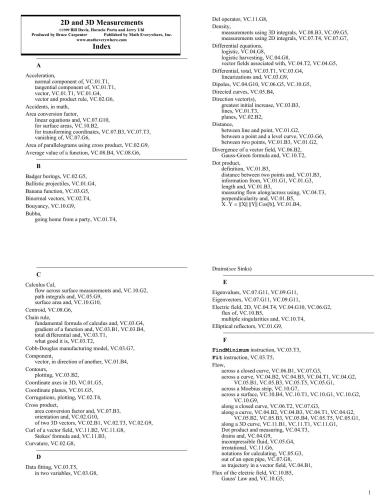 2D and 3D Measurements
©1999 Bill Davis, Horacio Porta and Jerry Uhl
Produced by Bruce Carpenter Published by Math Everywhere, Inc.
www.matheverywhere.com
Index
A
Acceleration,
normal component of, VC.01.T1,
tangential component of, VC.01.T1,
vector, VC.01.T1, VC.01.G4,
vector and product rule, VC.02.G6,
Accidents, in math,
Area conversion factor,
linear equations and, VC.07.G10,
for surface areas, VC.10.B2,
for transforming coordinates, VC.07.B3, VC.07.T3,
vanishing of, VC.07.G6,
Area of parallelograms using cross product, VC.02.G9,
Average value of a function, VC.08.B4, VC.08.G6,
B
Badger borings, VC.02.G5,
Ballistic projectiles, VC.01.G4,
Banana function, VC.03.G5,
Binormal vectors, VC.02.T4,
Buoyancy, VC.10.G9,
Bubba,
going home from a party, VC.01.T4,
C
Calculus Cal,
flow across surface measurements and, VC.10.G2,
path integrals and, VC.05.G9,
surface area and, VC.10.G10,
Centroid, VC.08.G6,
Chain rule,
fundamental formula of calculus and, VC.03.G4,
gradient of a function and, VC.03.B1, VC.03.B4,
total differential and, VC.03.T1,
what good it is, VC.03.T2,
Cobb-Douglas manufacturing model, VC.03.G7,
Component,
vector, in direction of another, VC.01.B4,
Contours,
plotting, VC.03.B2,
Coordinate axes in 3D, VC.01.G5,
Coordinate planes, VC.01.G5,
Corrugations, plotting, VC.02.T4,
Cross product,
area conversion factor and, VC.07.B3,
orientation and, VC.02.G10,
of two 3D vectors, VC.02.B1, VC.02.T3, VC.02.G9,
Curl of a vector field, VC.11.B2, VC.11.G8,
Stokes' formula and, VC.11.B3,
Curvature, VC.02.G8,
D
Data fitting, VC.03.T5,
in two variables, VC.03.G8,
Del operator, VC.11.G8,
Density,
measurements using 3D integrals, VC.08.B3, VC.09.G5,
measurements using 2D integrals, VC.07.T4, VC.07.G7,
Differential equations,
logistic, VC.04.G8,
logistic harvesting, VC.04.G8,
vector fields associated with, VC.04.T2, VC.04.G5,
Differential, total, VC.03.T1, VC.03.G4,
linearizations and, VC.03.G9,
Dipoles, VC.04.G10, VC.06.G5, VC.10.G5,
Directed curves, VC.05.B4,
Direction vector(s),
greatest initial increase, VC.03.B3,
lines, VC.01.T3,
planes, VC.02.B2,
Distance,
between line and point, VC.01.G2,
between a point and a level curve, VC.03.G6,
between two points, VC.01.B3, VC.01.G2,
Divergence of a vector field, VC.06.B2,
Gauss-Green formula and, VC.10.T2,
Dot product,
definition, VC.01.B3,
distance between two points and, VC.01.B3,
information from, VC.01.G1, VC.01.G3,
length and, VC.01.B3,
measuring flow along/across using, VC.04.T3,
perpendicularity and, VC.01.B5,
X .Y = ||X|| ||Y|| Cos[b], VC.01.B4,
Drains(see Sinks)
E
Eigenvalues, VC.07.G11, VC.09.G11,
Eigenvectors, VC.07.G11, VC.09.G11,
Electric field, 2D, VC.04.T4, VC.04.G10, VC.06.G2,
flux of, VC.10.B5,
multiple singularities and, VC.10.T4,
Elliptical reflectors, VC.01.G9,
F
FindMinimum instruction, VC.03.T3,
Fit instruction, VC.03.T5,
Flow,
across a closed curve, VC.06.B1, VC.07.G3,
across a curve, VC.04.B2, VC.04.B3, VC.04.T1, VC.04.G2,
VC.05.B1, VC.05.B3, VC.05.T5, VC.05.G1,
across a Moebius strip, VC.10.G7,
across a surface, VC.10.B4, VC.10.T1, VC.10.G1, VC.10.G2,
VC.10.G9,
along a closed curve, VC.06.T2, VC.07.G3,
along a curve, VC.04.B2, VC.04.B3, VC.04.T1, VC.04.G2,
VC.05.B2, VC.05.B3, VC.05.B4, VC.05.T5, VC.05.G1,
along a 3D curve, VC.11.B1, VC.11.T1, VC.11.G1,
Dot product and measuring, VC.04.T3,
drains and, VC.04.G9,
incompressible fluid, VC.05.G4,
irrotational, VC.11.G6,
notations for calculating, VC.05.G3,
out of an open pipe, VC.07.G8,
as trajectory in a vector field, VC.04.B1,
Flux of the electric field, VC.10.B5,
Gauss' Law and, VC.10.G5,
1